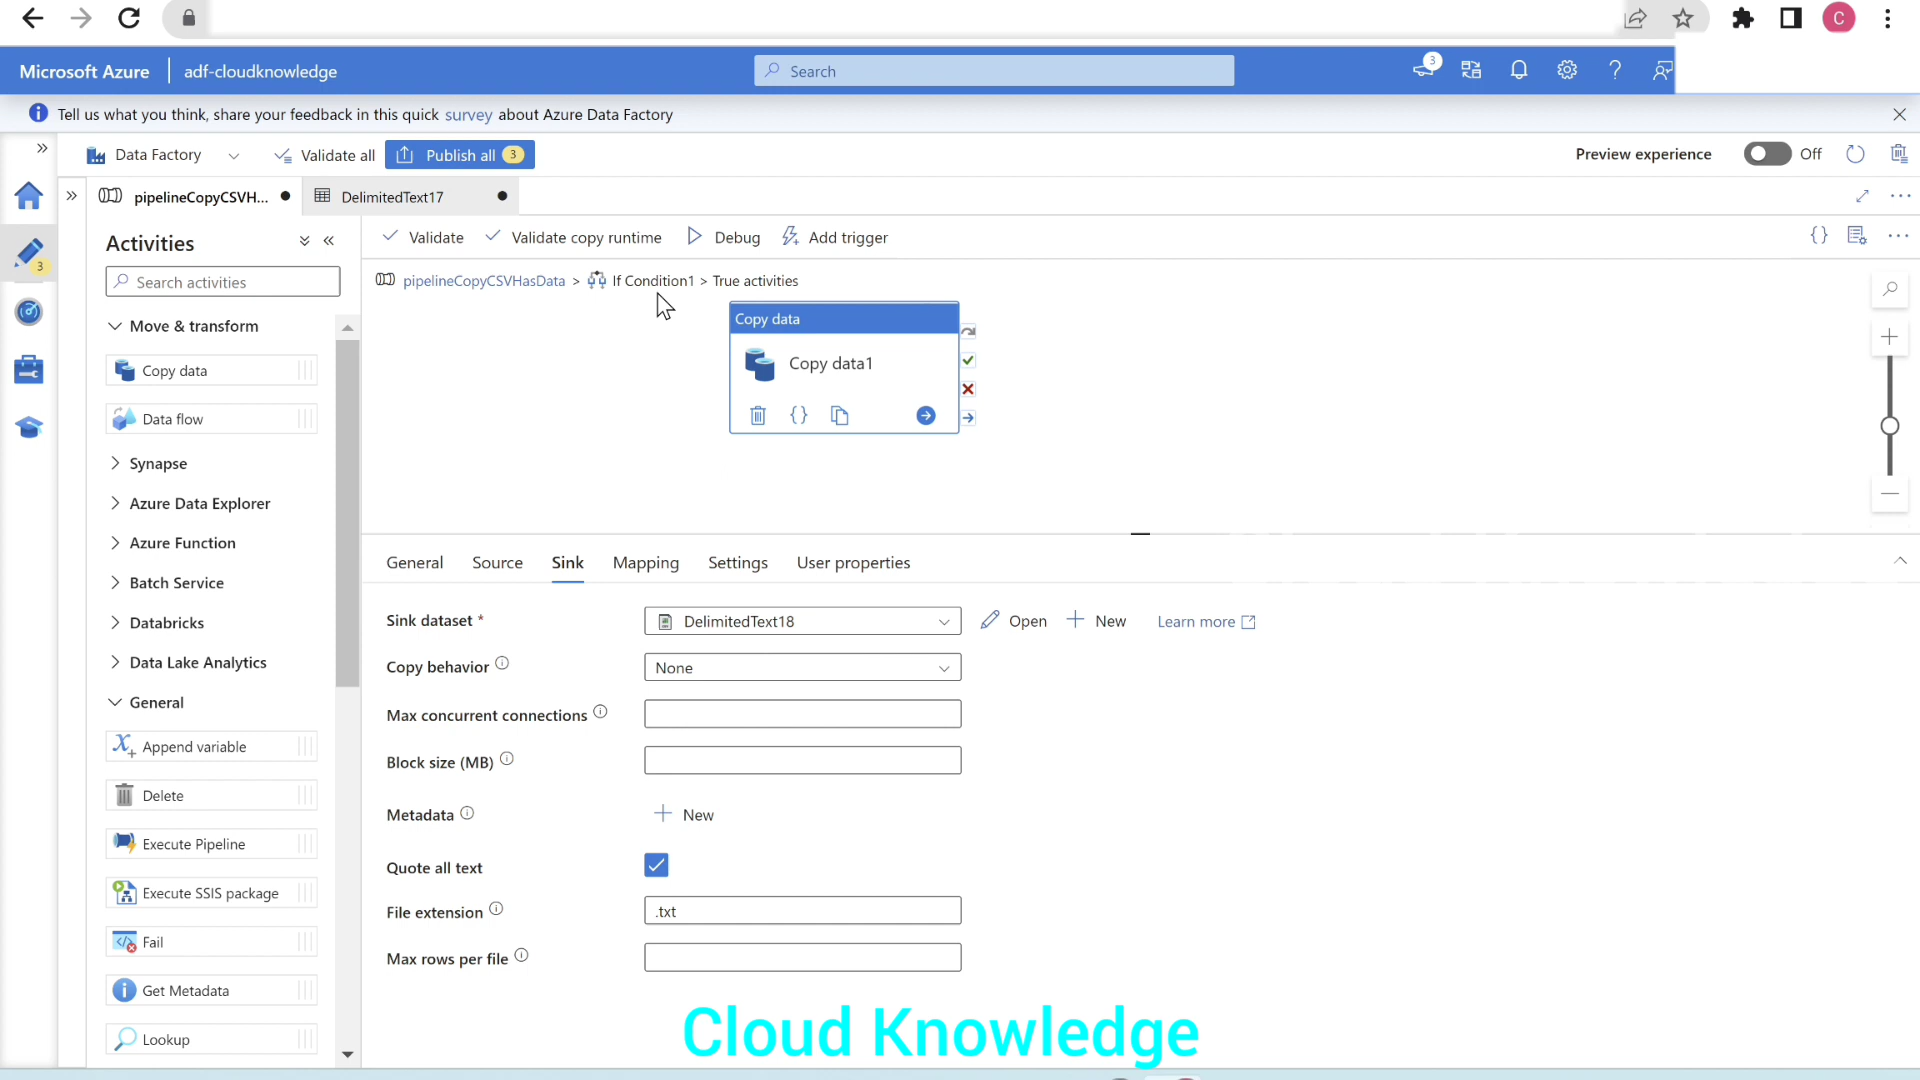 C
Microsoft Azure
adf-cloudknowledge
Search
3
Tell us what you think, share your feedback in this quick survey about Azure Data Factory
Data Factory
Validate all
Publish all 3
Preview experience
Off
pipelineCopyCSVH...
DelimitedText17
3
Activities
Search activities
Move & transform
Copy data
Data flow
Synapse
Azure Data Explorer
Azure Function
Batch Service
Databricks
Data Lake Analytics
General
Append variable
Delete
Execute Pipeline
Execute SSIS package
Fail
Get Metadata
Lookup
Validate
Validate copy runtime
Debug
Add trigger
pipelineCopyCSVHasData > If Condition1 > True activities
Copy data
Copy data1
General
Source
Sink
Mapping
Settings
User properties
Sink dataset *
DelimitedText18
Open
New
Learn more
Copy behavior
None
Max concurrent connections
Block size (MB)
Metadata
New
Quote all text
File extension
.txt
Max rows per file
Cloud Knowledge